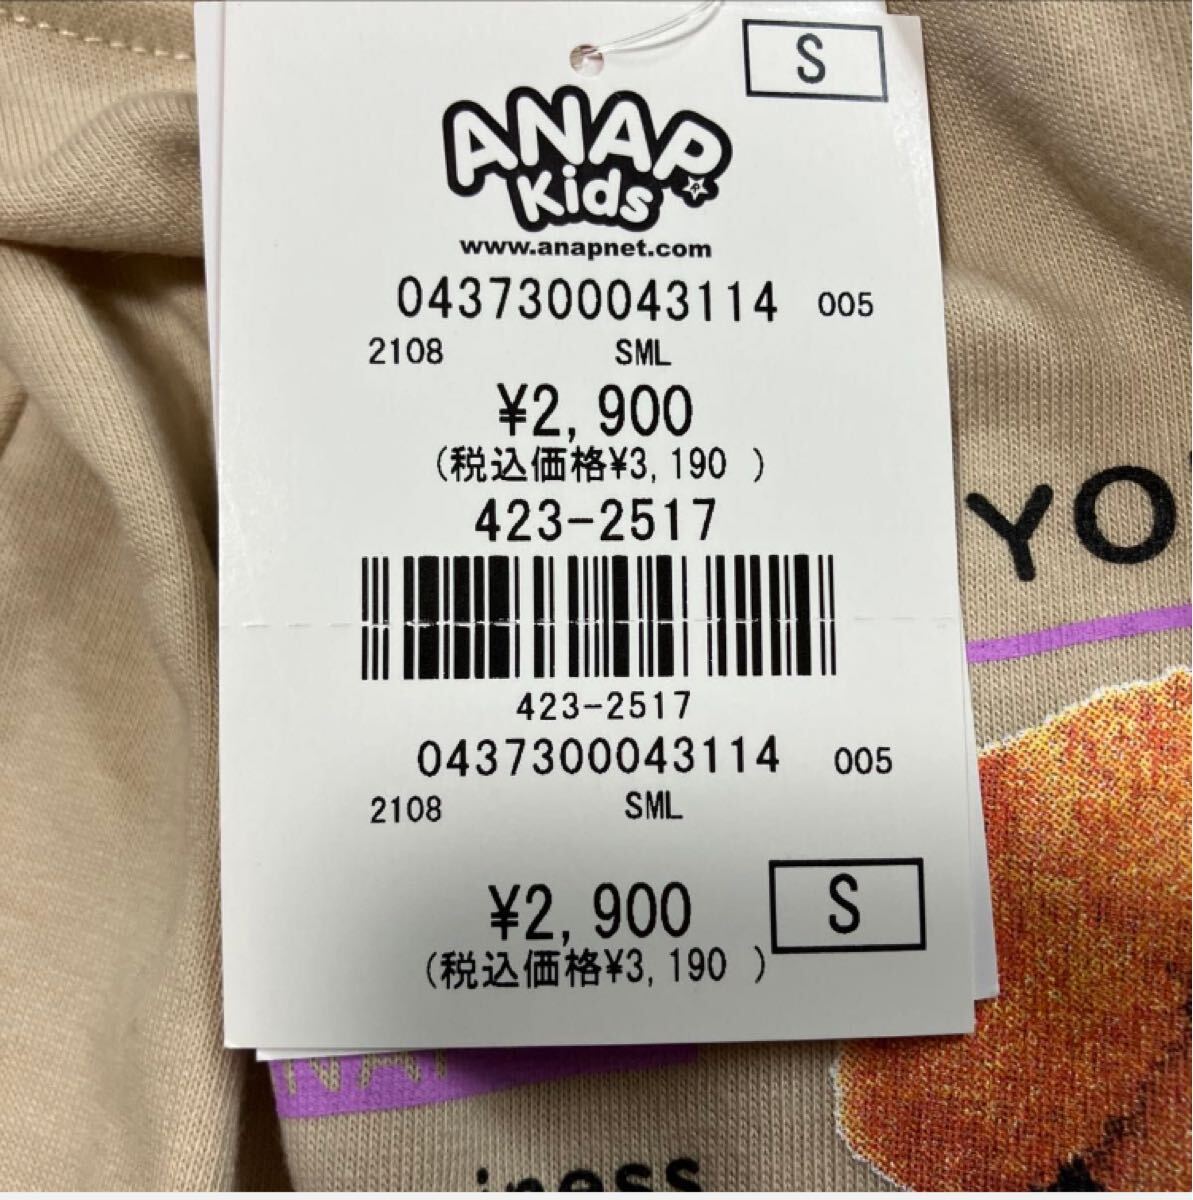 S
ANAP
Kids
www.anapnet.com
0437300043114 005
2108 SML
¥2,900
(税込価格¥3,190 )
423-2517
423-2517
0437300043114 005
2108 SML
¥2,900
S
(税込価格¥3,190 )
YO
iness